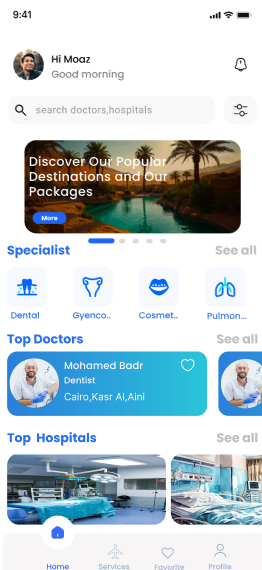 9:41
Hi Moaz
Good morning
search doctors,hospitals
Discover Our Popular
Destinations and Our
Packages
More
Specialist See all
Dental Gyenco.. Cosmet.. Pulmon...
Top Doctors See all
Mohamed Badr
Dentist
Cairo,Kasr Al,Aini
Top Hospitals See all
Home Services Favorite Profile